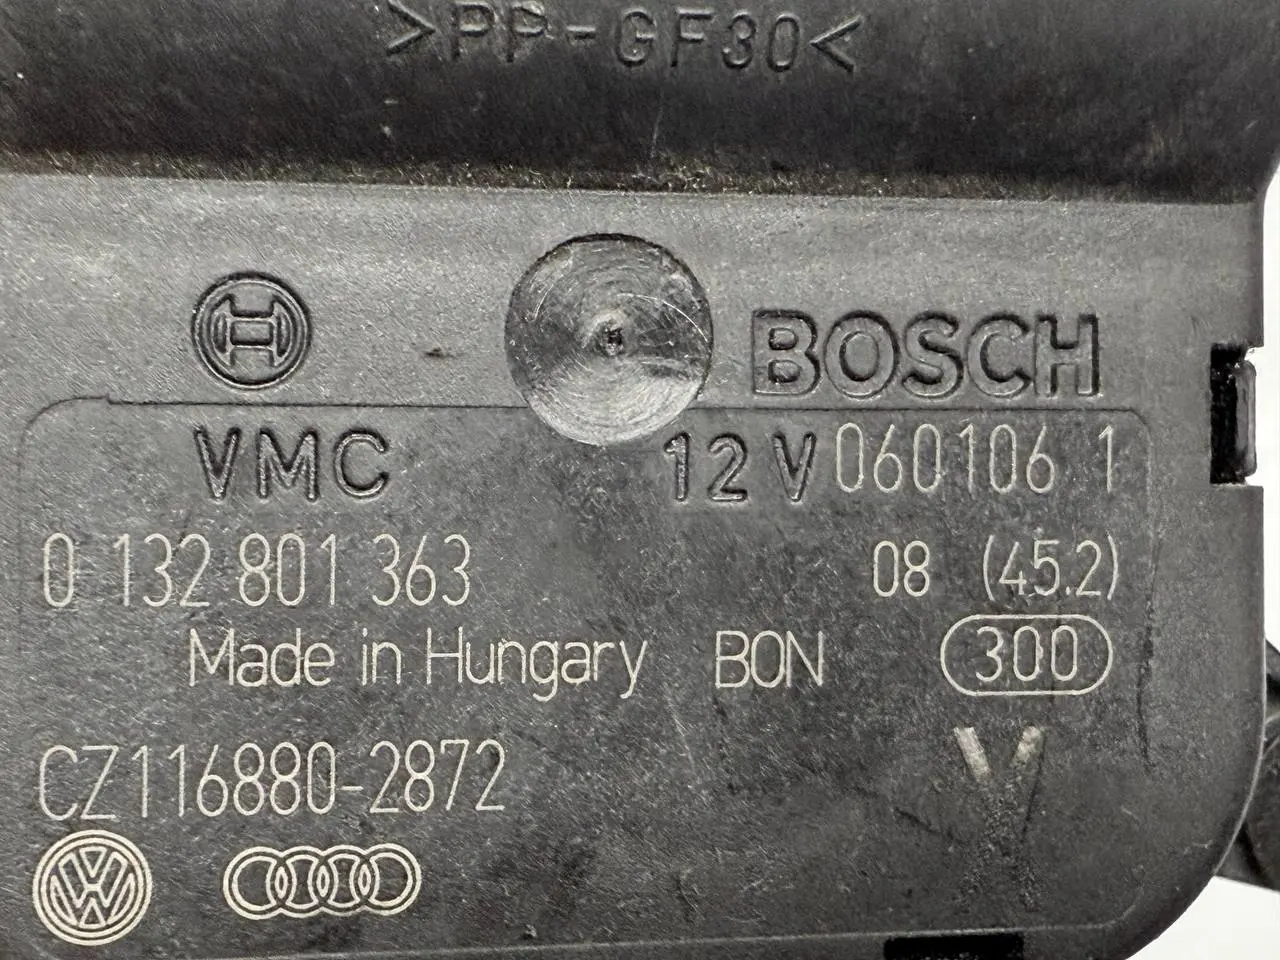 >PP-GF30<
BOSCH
VMC 12 V 060106 1
0 132 801 363 08 (45.2)
Made in Hungary BON 300
CZ116880-2872
V